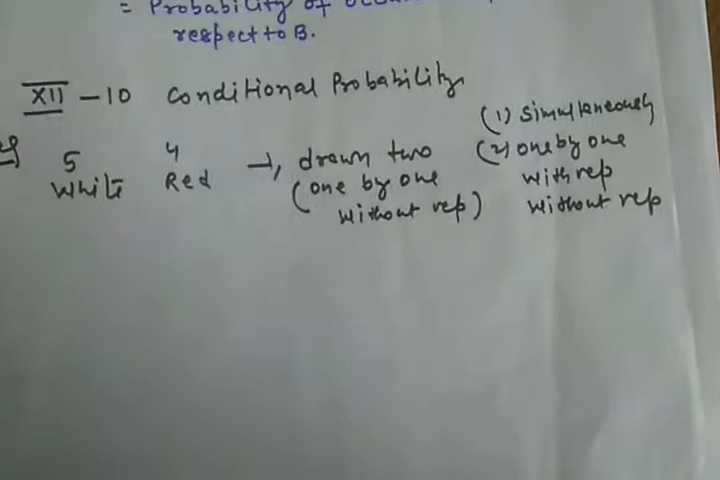 = Probability of
respect to B.
XII - 10 Conditional Probability
(1) simultaneously
5 4 → drawn two (2) one by one
White Red (one by one with rep
without rep) without rep